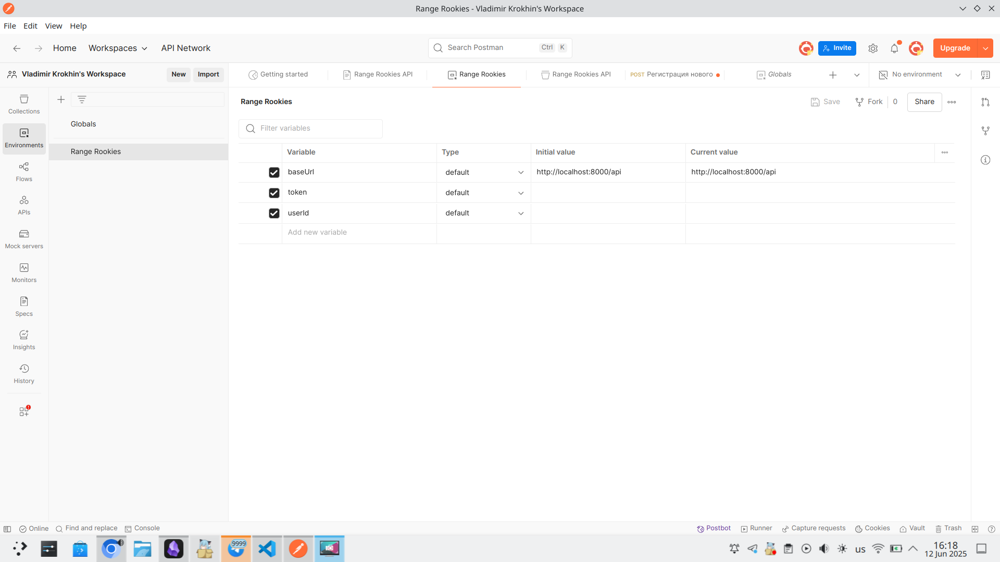 Range Rookies - Vladimir Krokhin's Workspace
File Edit View Help
Home Workspaces API Network
Search Postman Ctrl K
Invite
Upgrade
Vladimir Krokhin's Workspace New Import
Getting started
Range Rookies API
Range Rookies
Range Rookies API
POST Регистрация нового
Globals
No environment
Collections
Environments
Flows
APIs
Mock servers
Monitors
Specs
Insights
History
Globals
Range Rookies
Range Rookies
Save Fork 0 Share
Filter variables
Variable Type Initial value Current value
baseUrl default http://localhost:8000/api http://localhost:8000/api
token default
userId default
Add new variable
Online Find and replace Console
Postbot Runner Capture requests Cookies Vault Trash
9999
us
16:18
12 Jun 2025